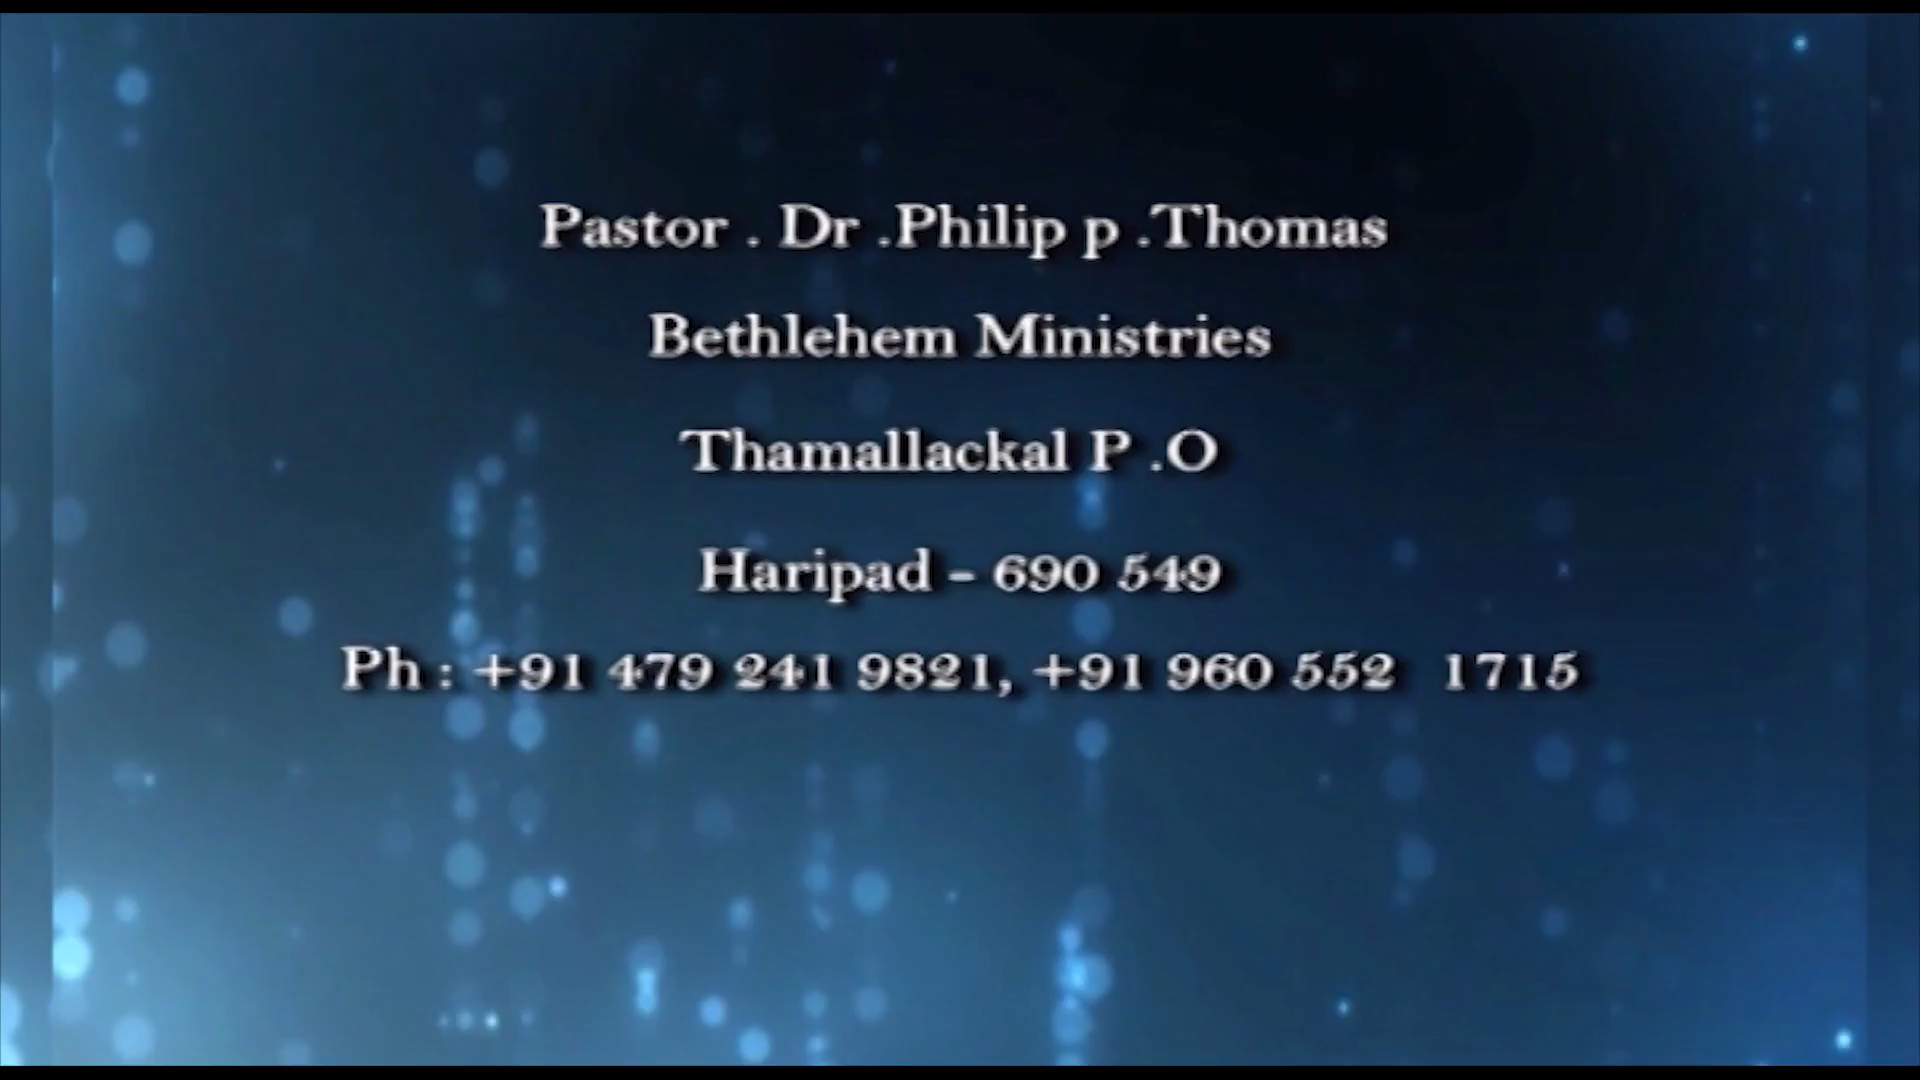 Pastor . Dr .Philip p .Thomas
Bethlehem Ministries
Thamallackal P .O
Haripad - 690 549
Ph : +91 479 241 9821, +91 960 552 1715